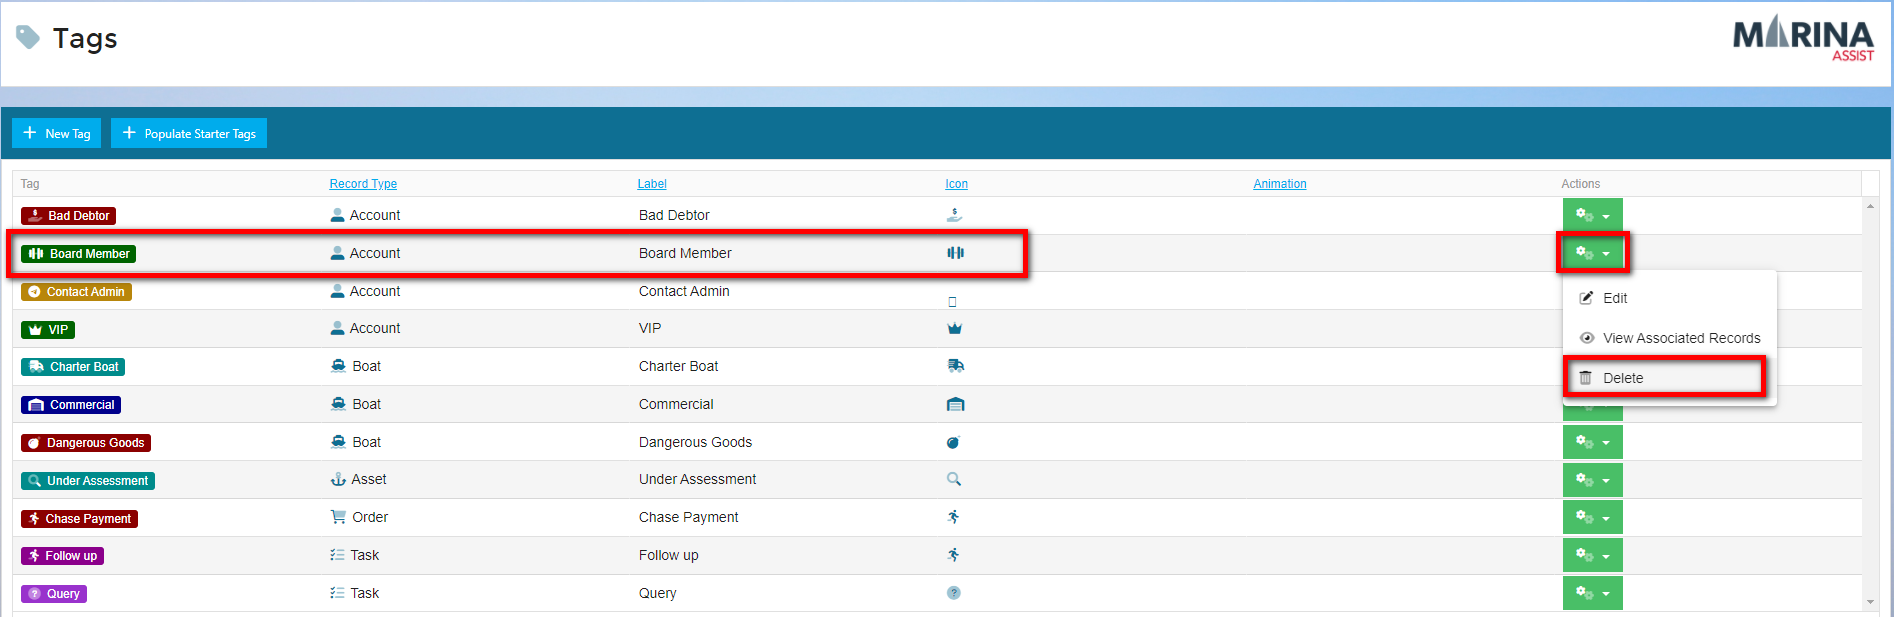 Tags
MARINA
ASSIST
New Tag Populate Starter Tags
Tag Record Type Label Icon Animation Actions
Bad Debtor Account Bad Debtor
Board Member Account Board Member
Contact Admin Account Contact Admin
Edit
VIP Account VIP
View Associated Records
Charter Boat Boat Charter Boat
Delete
Commercial Boat Commercial
Dangerous Goods Boat Dangerous Goods
Under Assessment Asset Under Assessment
Chase Payment Order Chase Payment
Follow up Task Follow up
Query Task Query